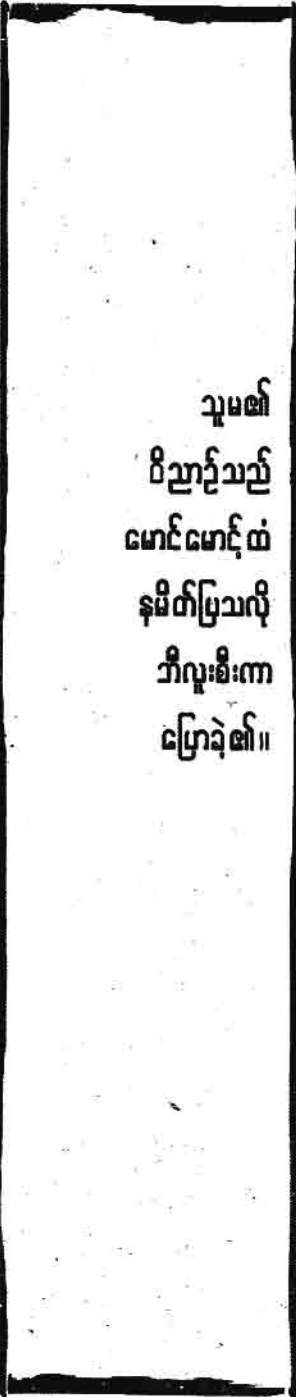 သူမ၏
ဝိညာဉ်သည်
မောင်မောင့်ထံ
နမိတ်ပြသလို
ဘီလူးစီးကာ
ပြောခဲ့၏။